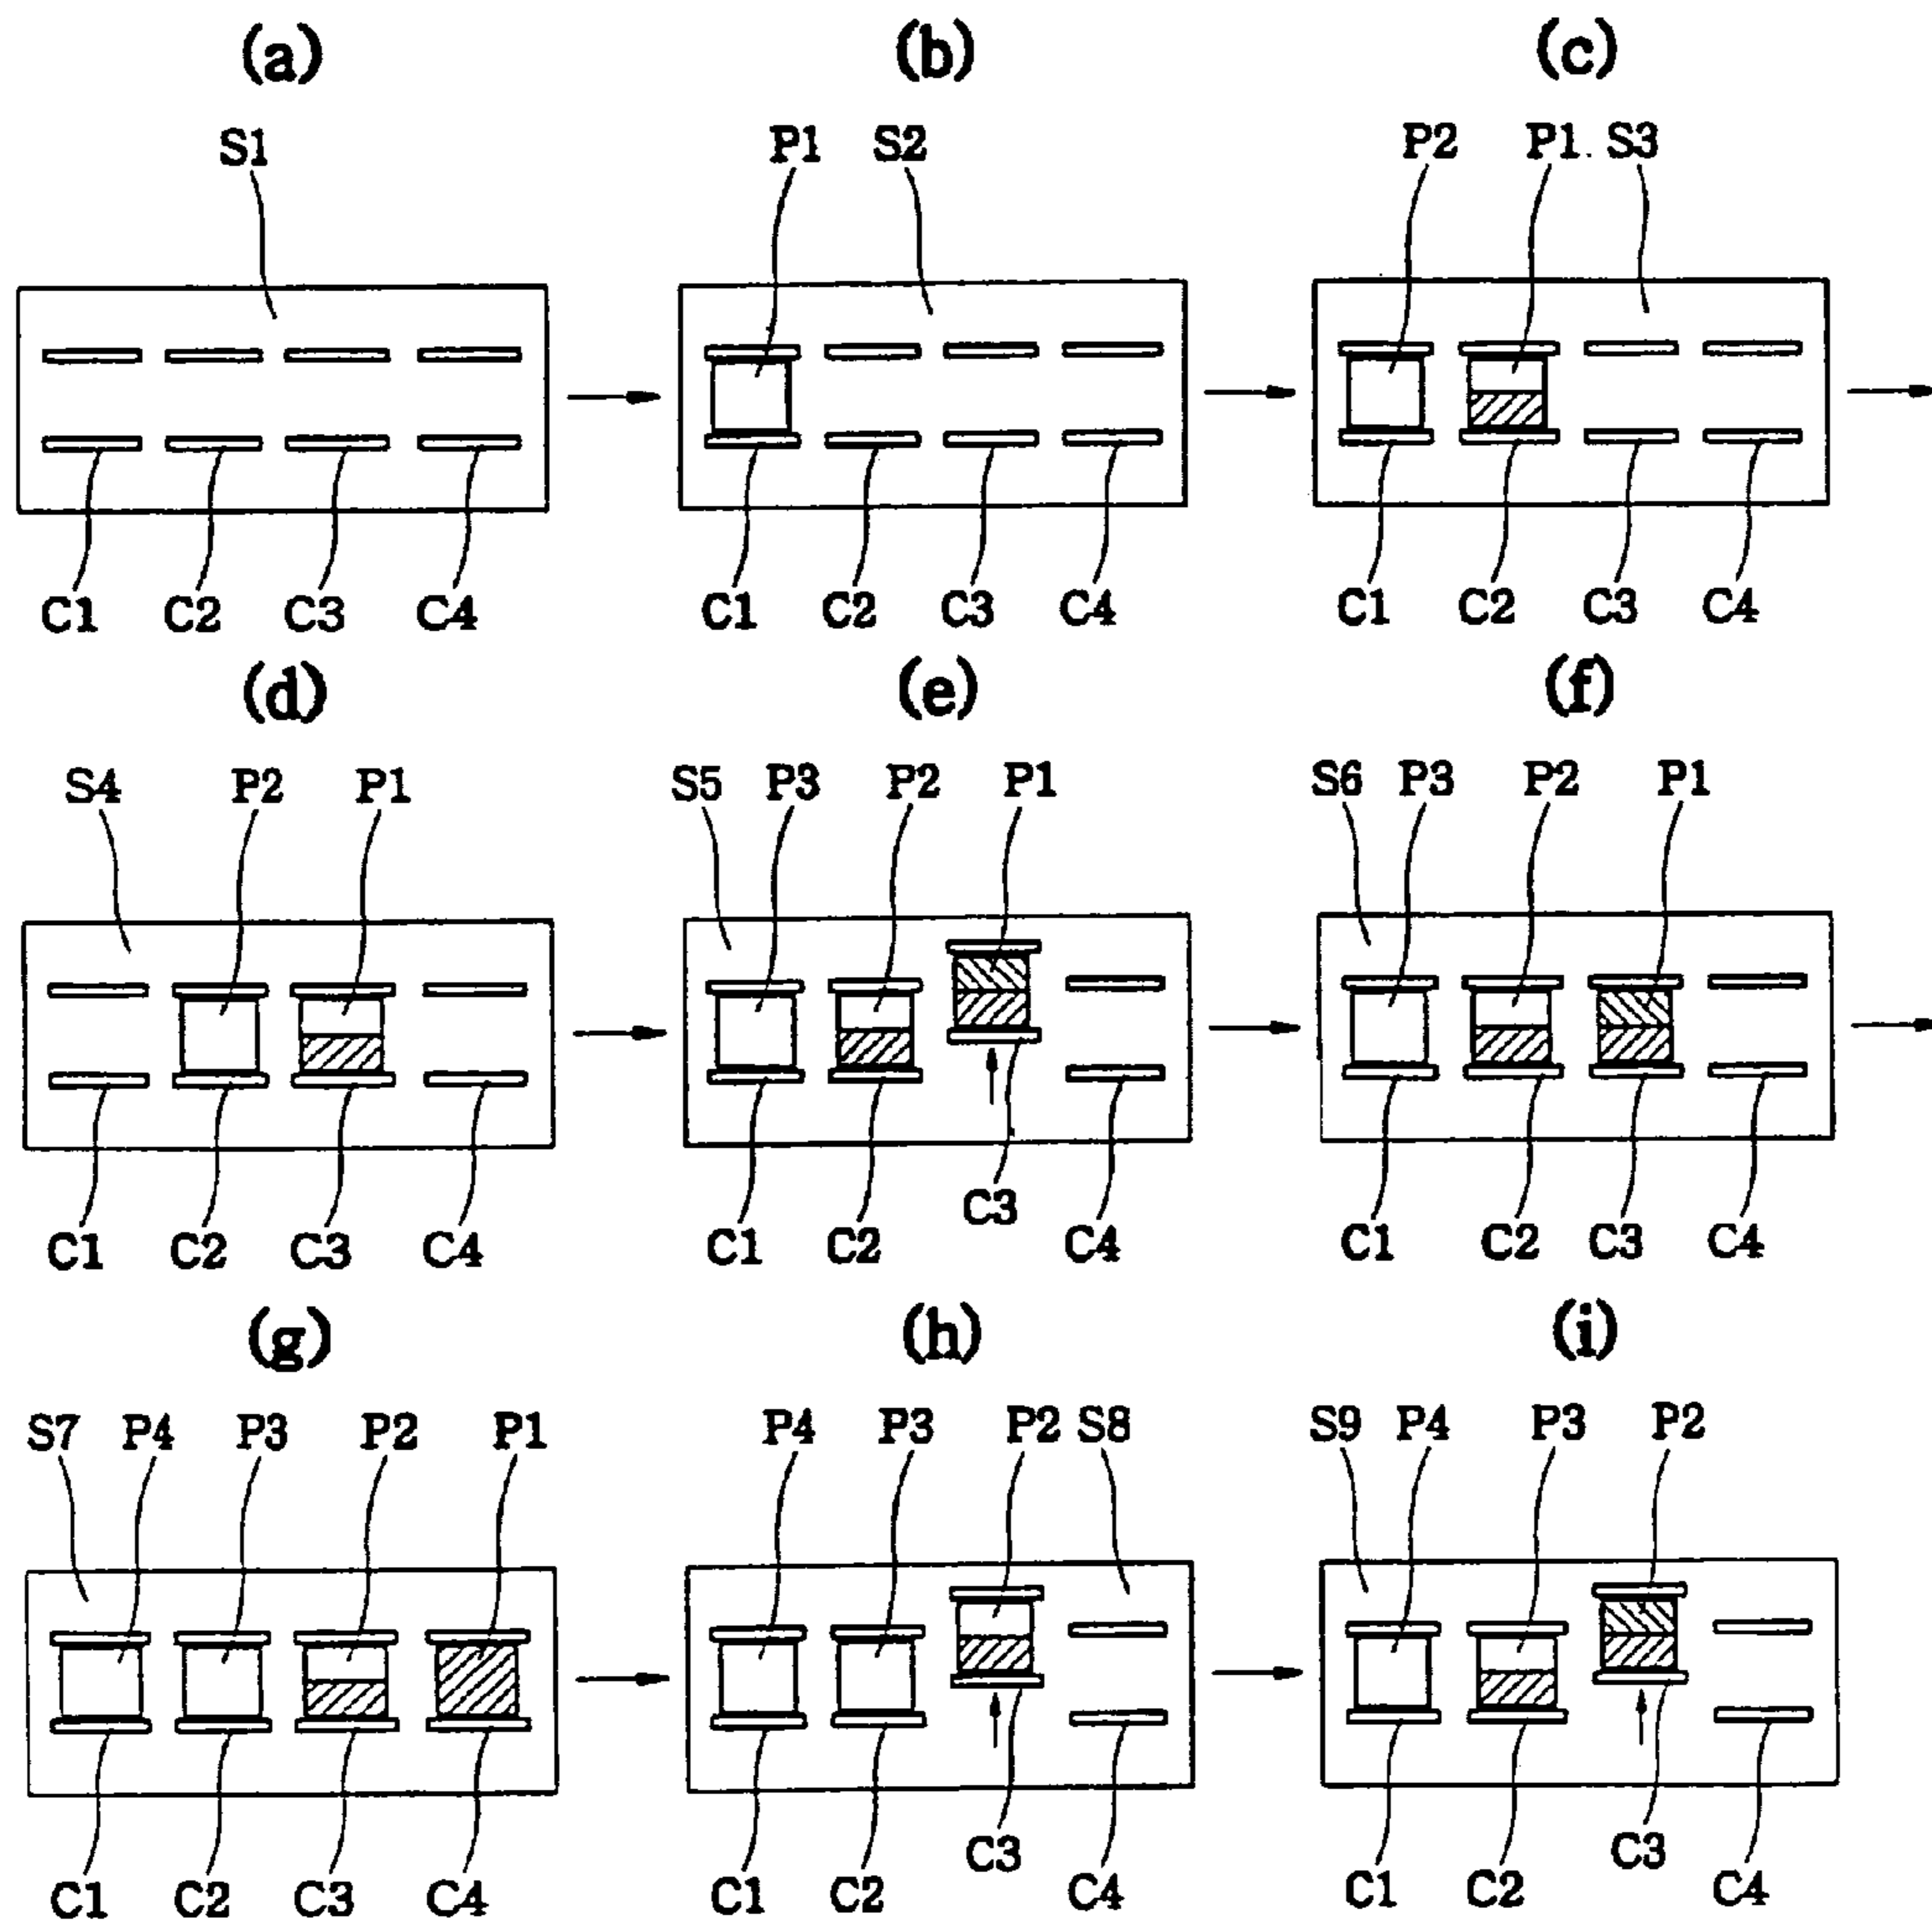 (a) (b) (c)
S1 P1 S2 P2 P1 S3
C1 C2 C3 C4 C1 C2 C3 C4 C1 C2 C3 C4
(d) (e) (f)
S4 P2 P1 S5 P3 P2 P1 S6 P3 P2 P1
C3
C1 C2 C3 C4 C1 C2 C4 C1 C2 C3 C4
(g) (h) (i)
S7 P4 P3 P2 P1 P4 P3 P2 S8 S9 P4 P3 P2
C3 C3
C1 C2 C3 C4 C1 C2 C4 C1 C2 C4